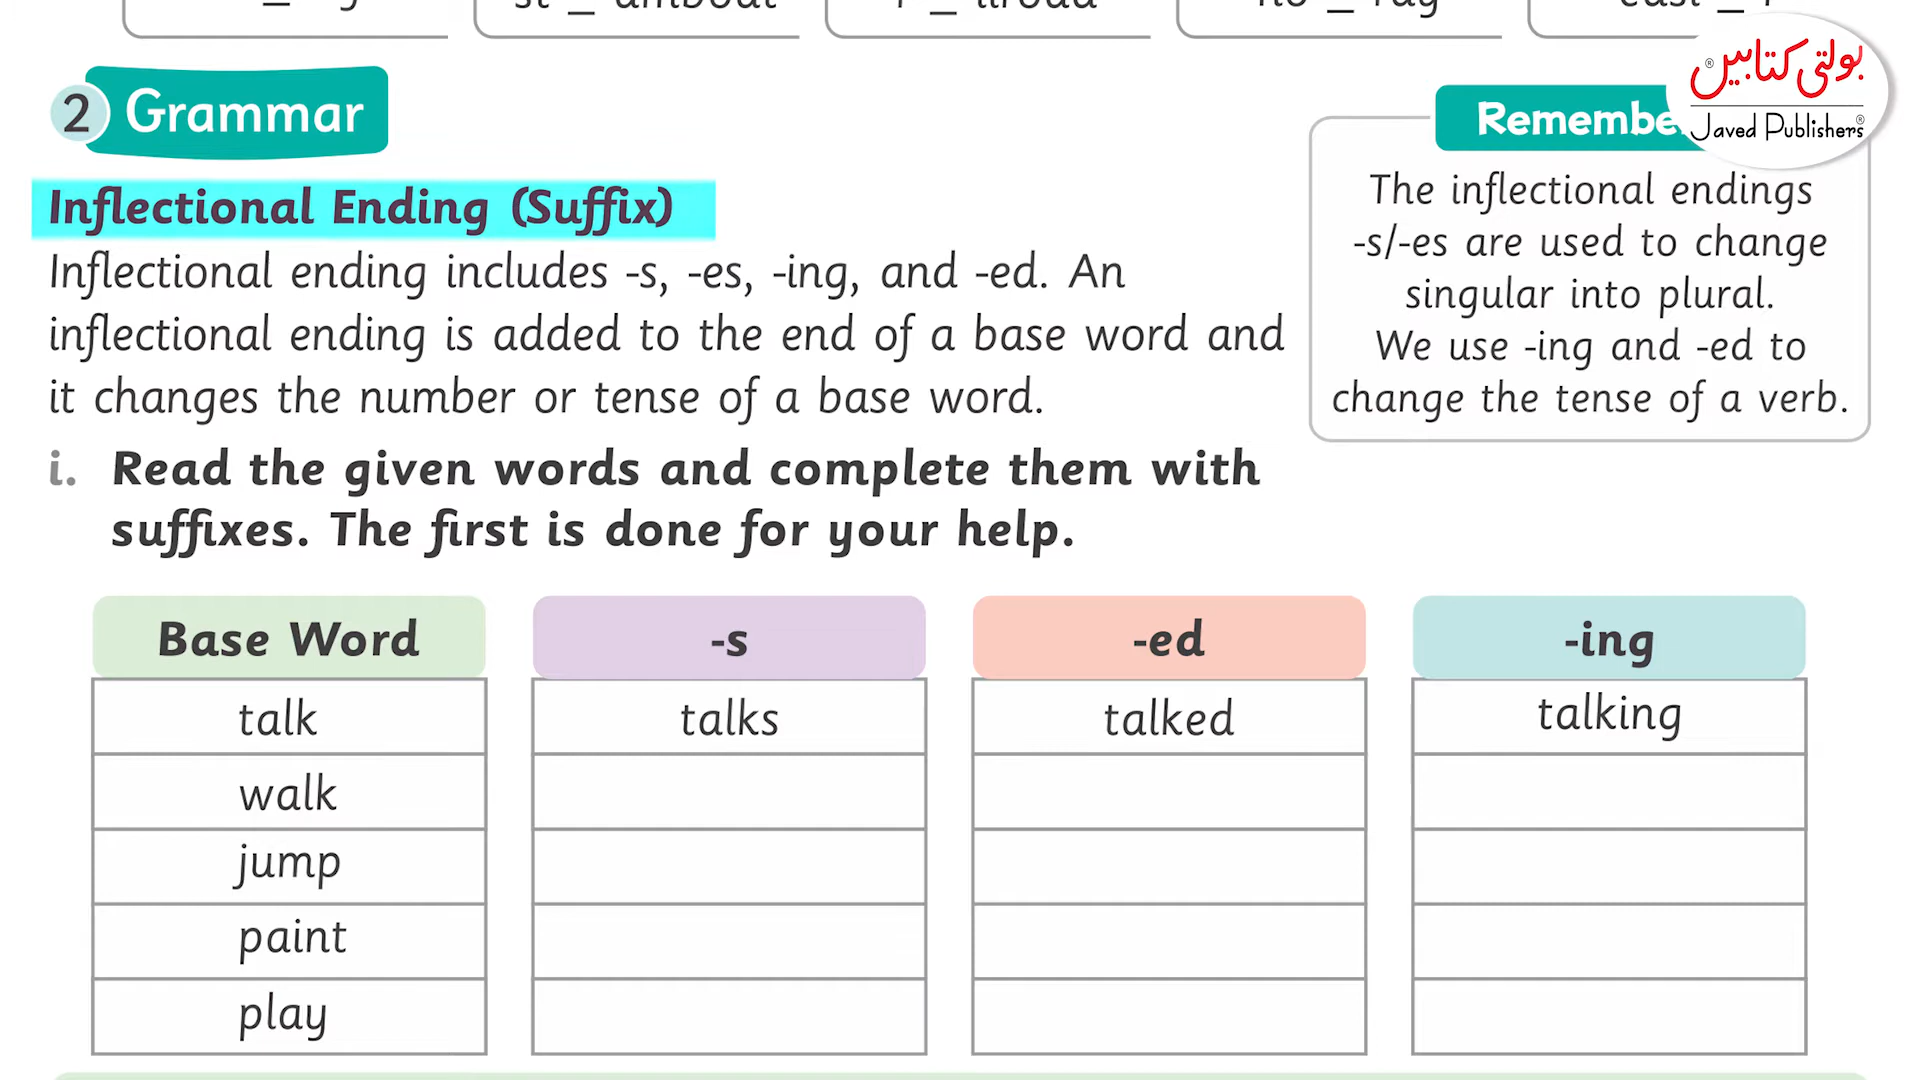 2 Grammar
بولتی کتابیں®
Javed Publishers®
Inflectional Ending (Suffix)
Inflectional ending includes -s, -es, -ing, and -ed. An
inflectional ending is added to the end of a base word and
it changes the number or tense of a base word.
The inflectional endings
-s/-es are used to change
singular into plural.
We use -ing and -ed to
change the tense of a verb.
i. Read the given words and complete them with
suffixes. The first is done for your help.
Base Word -s -ed -ing
talk talks talked talking
walk
jump
paint
play